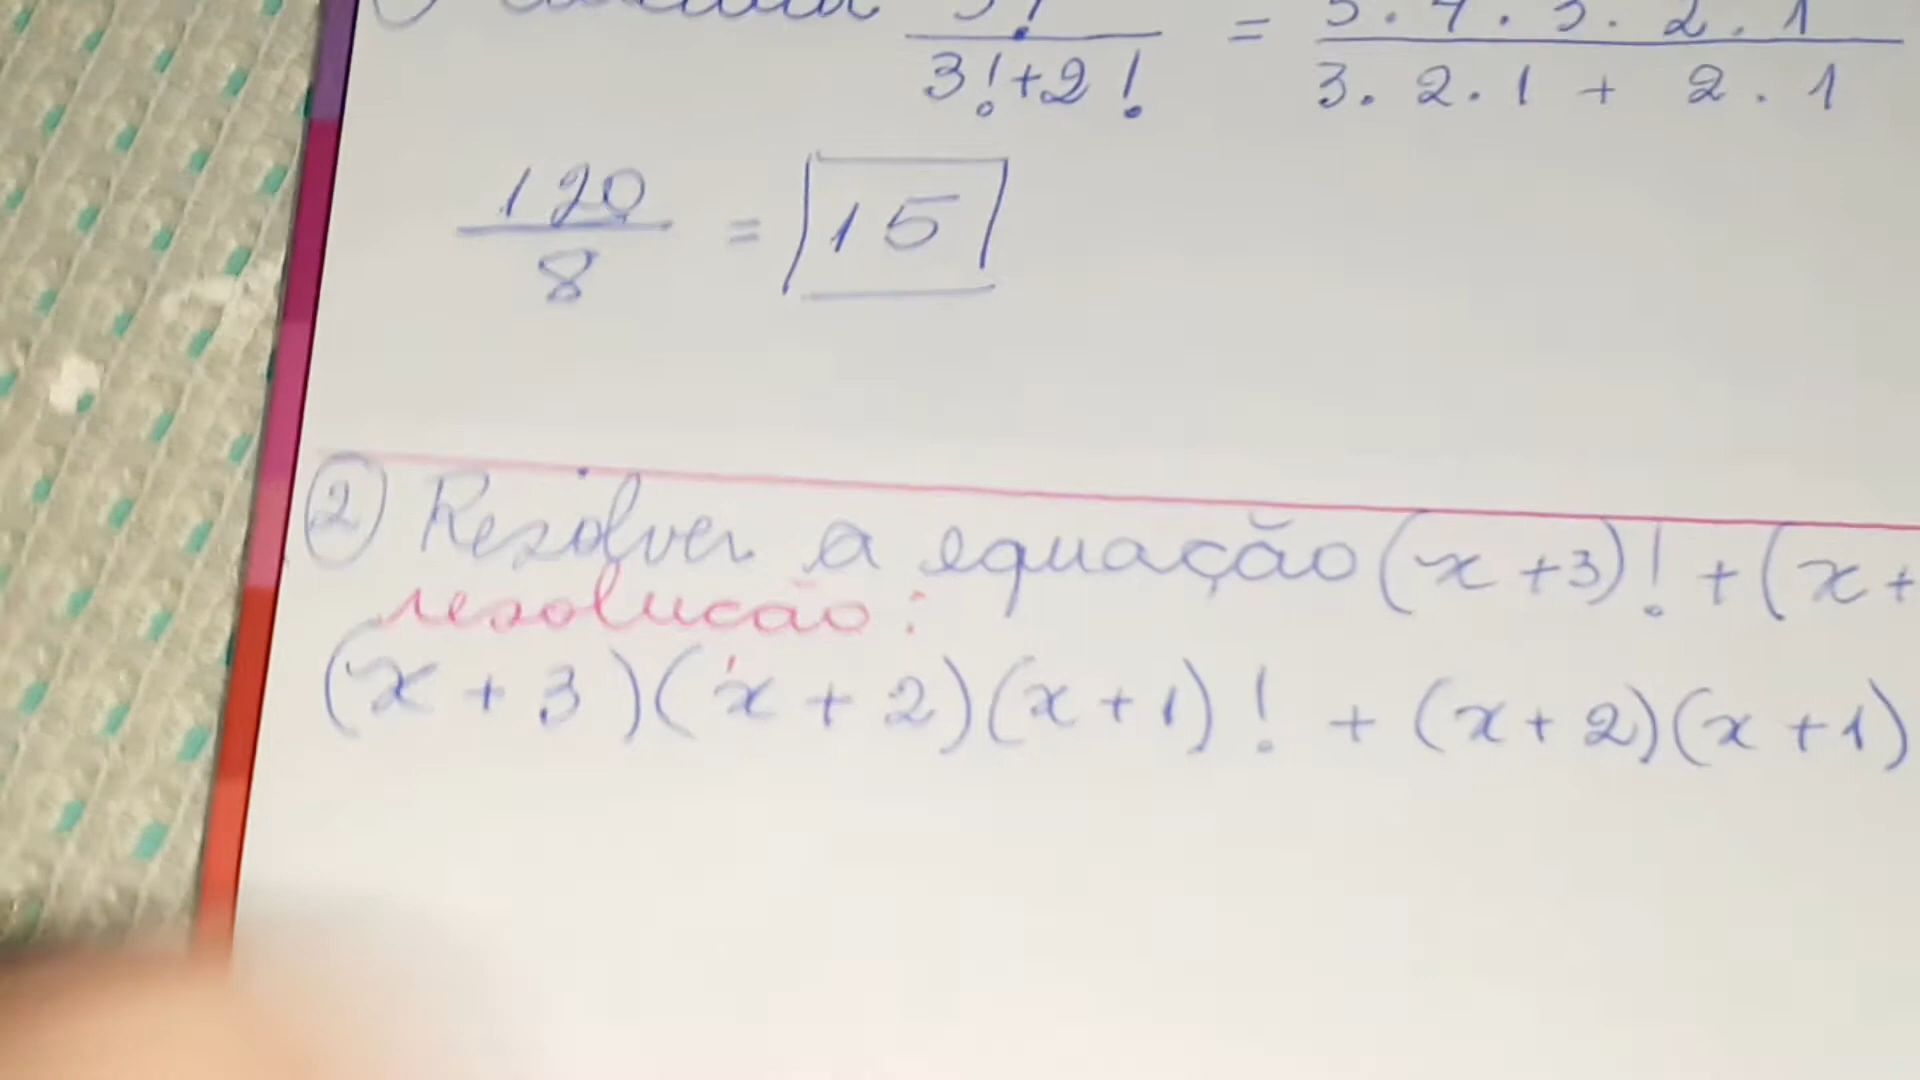 3!+2! = 3.2.1 + 2.1
120/8 = 15
2 Resolver a equação (x+3)! + (x+
resolucão:
(x+3)(x+2)(x+1)! + (x+2)(x+1)